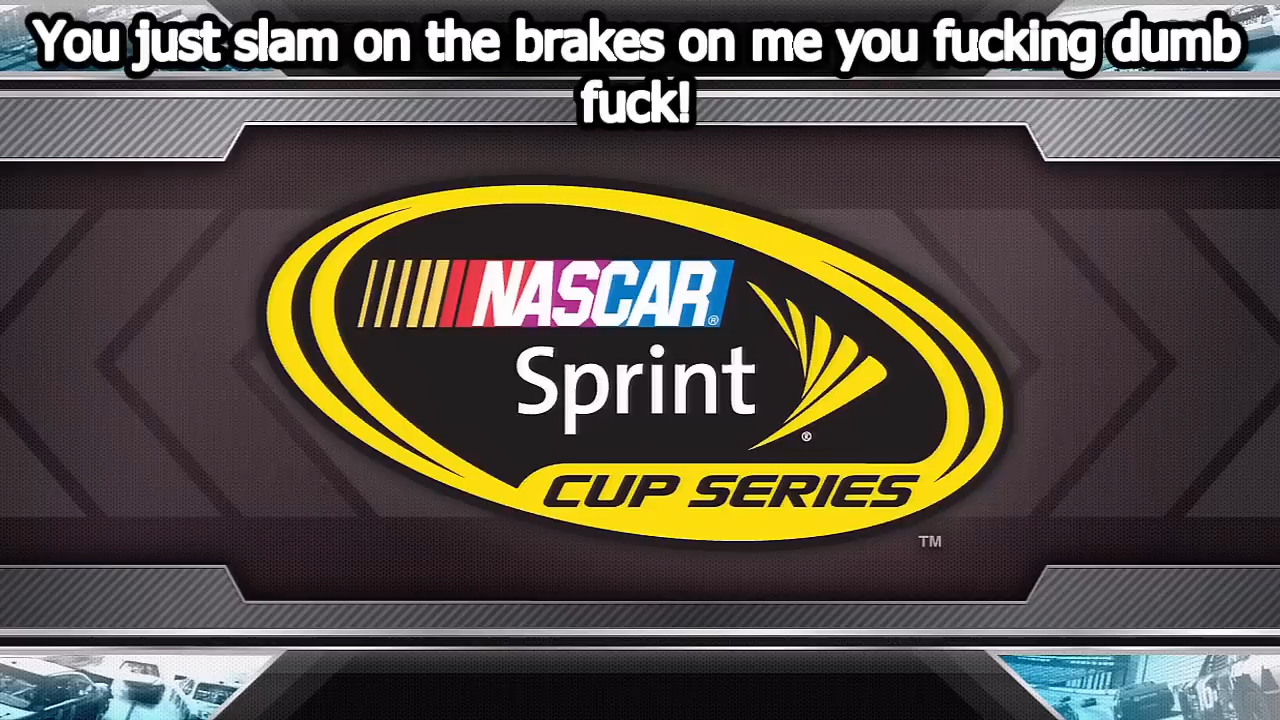 You just slam on the brakes on me you fucking dumb
fuck!
NASCAR®
Sprint
®
CUP SERIES
TM